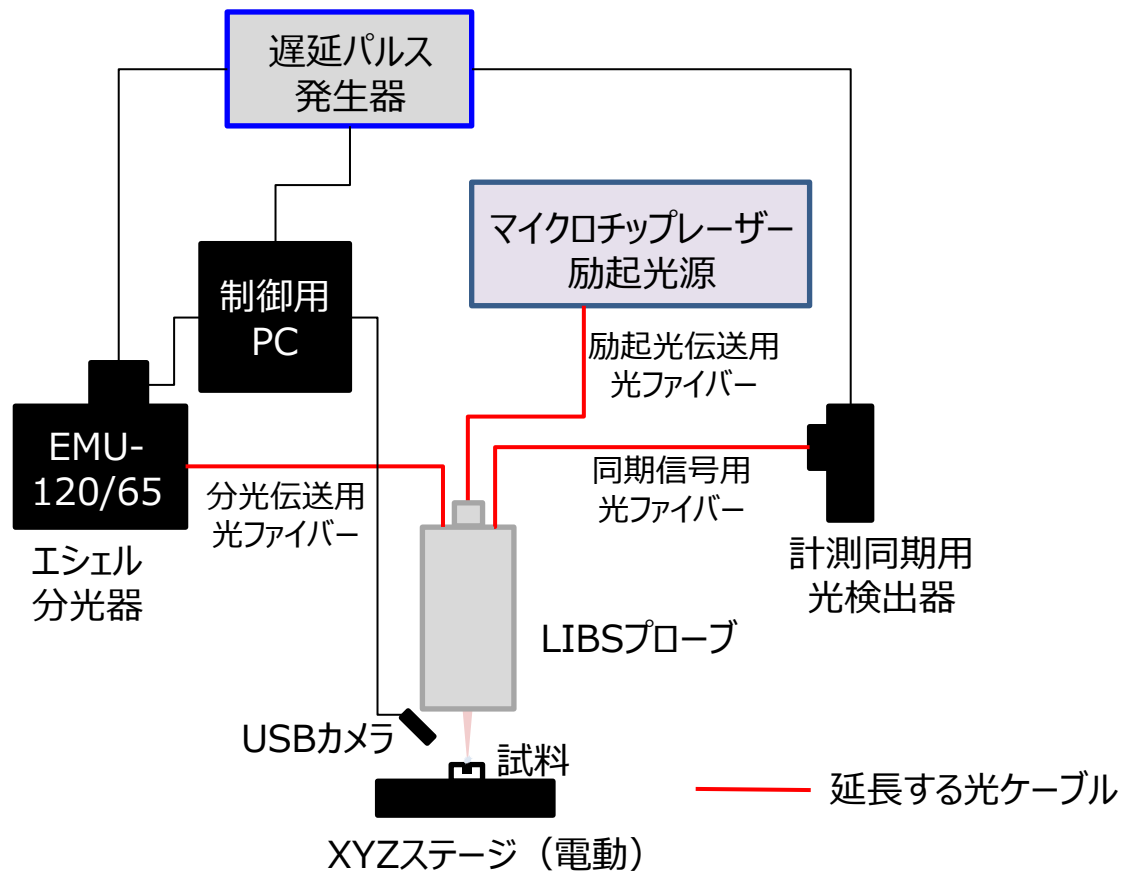 遅延パルス
発生器
マイクロチップレーザー
励起光源
制御用
PC
励起光伝送用
光ファイバー
EMU-
120/65
分光伝送用
光ファイバー
同期信号用
光ファイバー
エシェル
分光器
計測同期用
光検出器
LIBSプローブ
USBカメラ
試料
延長する光ケーブル
XYZステージ（電動）